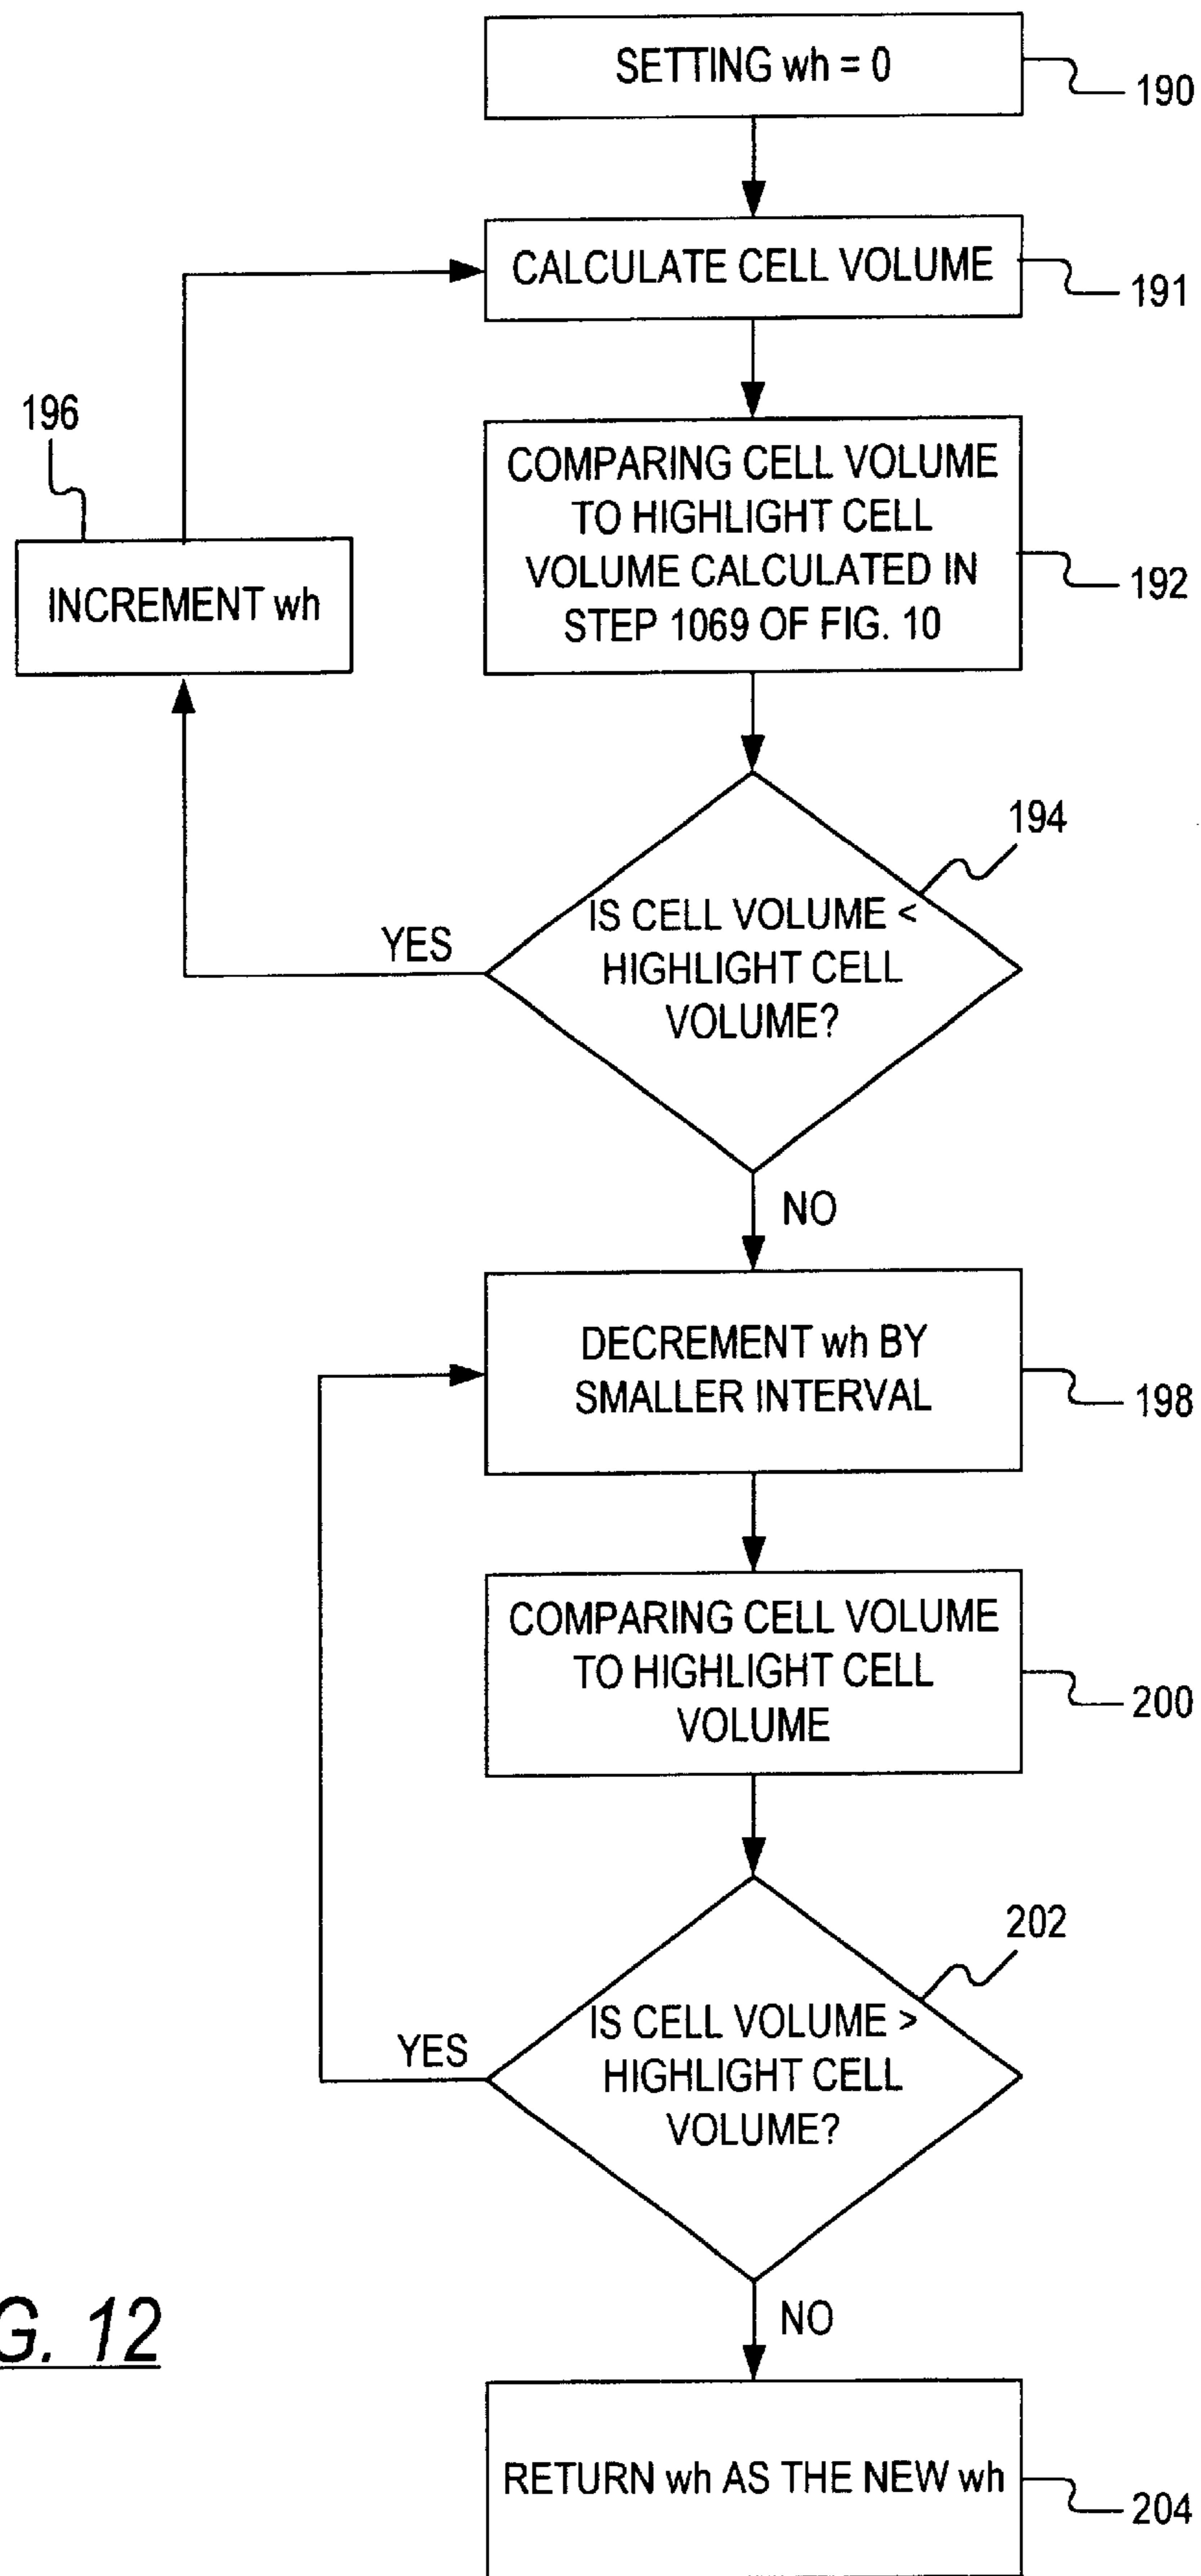 SETTING wh = 0
190
CALCULATE CELL VOLUME
191
196
INCREMENT wh
COMPARING CELL VOLUME
TO HIGHLIGHT CELL
VOLUME CALCULATED IN
STEP 1069 OF FIG. 10
192
194
IS CELL VOLUME <
HIGHLIGHT CELL
VOLUME?
YES
NO
DECREMENT wh BY
SMALLER INTERVAL
198
COMPARING CELL VOLUME
TO HIGHLIGHT CELL
VOLUME
200
202
IS CELL VOLUME >
HIGHLIGHT CELL
VOLUME?
YES
NO
G. 12
RETURN wh AS THE NEW wh
204